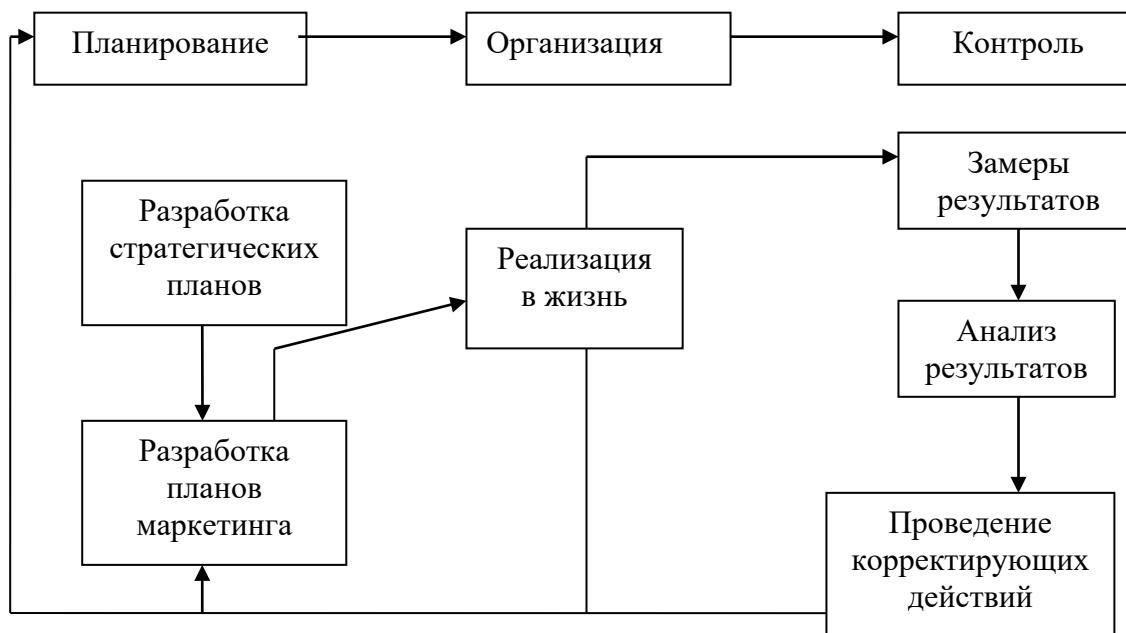 Планирование
Организация
Контроль
Замеры
результатов
Разработка
стратегических
планов
Реализация
в жизнь
Анализ
результатов
Разработка
планов
маркетинга
Проведение
корректирующих
действий